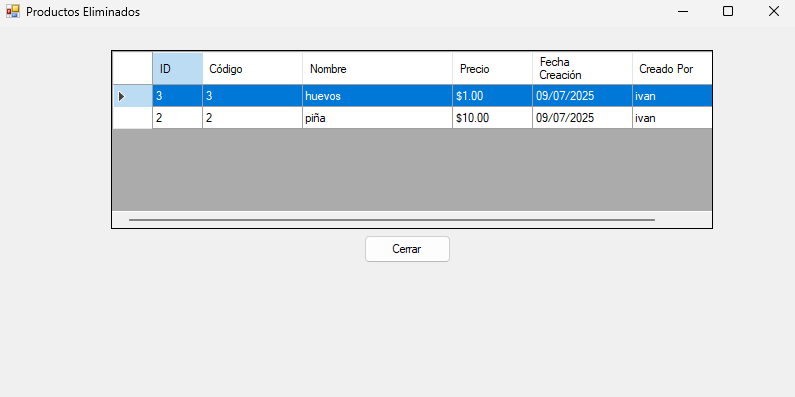 Productos Eliminados
ID Código Nombre Precio Fecha Creación Creado Por
3 3 huevos $1.00 09/07/2025 ivan
2 2 piña $10.00 09/07/2025 ivan
Cerrar